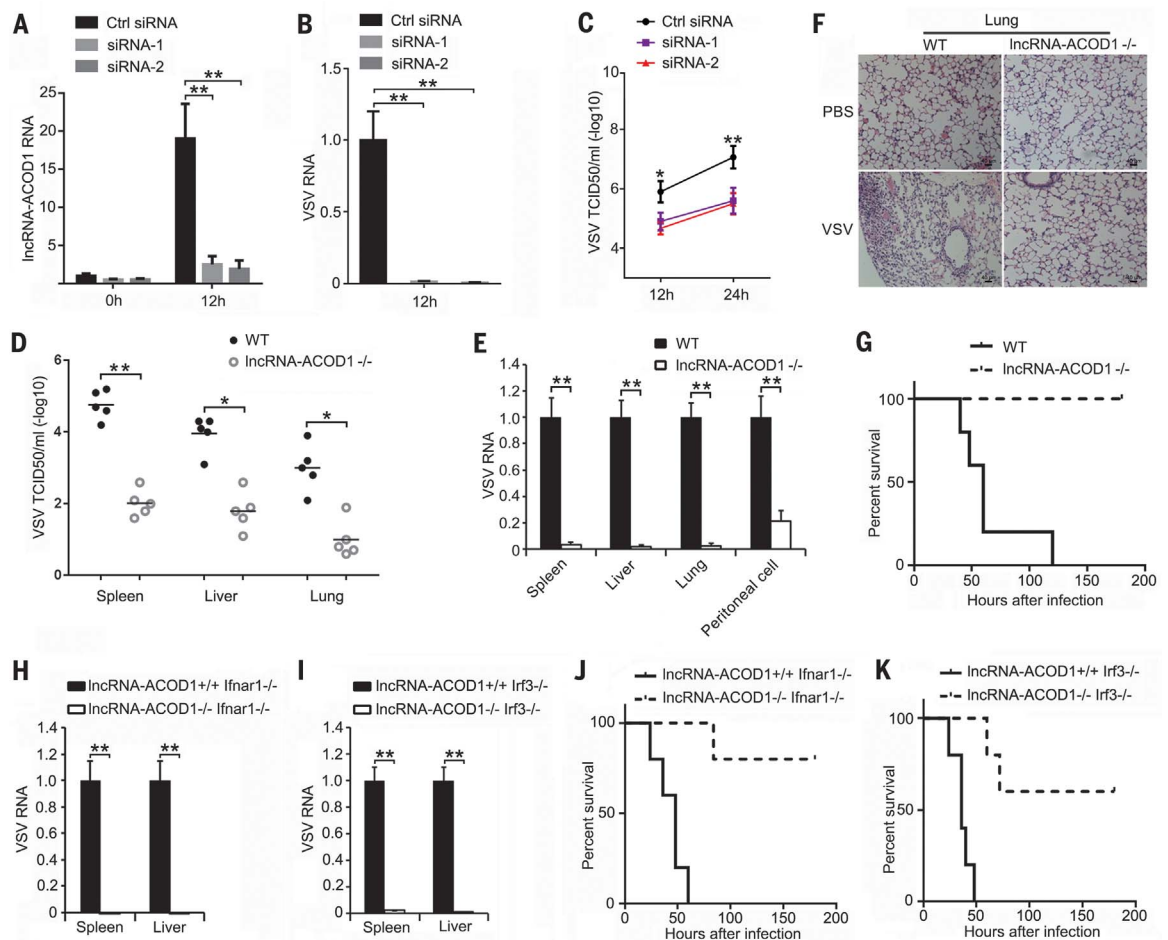 A
Ctrl siRNA
siRNA-1
siRNA-2
lncRNA-ACOD1 RNA
25
20
15
10
5
**
**
0h
12h
B
Ctrl siRNA
siRNA-1
siRNA-2
VSV RNA
1.5
1.0
0.5
0
**
**
12h
C
Ctrl siRNA
siRNA-1
siRNA-2
VSV TCID50/ml (-log10)
10
8
6
4
*
**
12h
24h
F
Lung
WT
lncRNA-ACOD1 -/-
PBS
VSV
D
WT
lncRNA-ACOD1 -/-
VSV TCID50/ml (-log10)
6
4
2
0
**
*
*
Spleen
Liver
Lung
E
WT
lncRNA-ACOD1 -/-
VSV RNA
1.4
1.2
1.0
0.8
0.6
0.4
0.2
0
**
**
**
**
Spleen
Liver
Lung
Peritoneal cell
G
WT
lncRNA-ACOD1 -/-
Percent survival
100
50
0
0
50
100
150
200
Hours after infection
H
lncRNA-ACOD1+/+ Ifnar1-/-
lncRNA-ACOD1-/- Ifnar1-/-
VSV RNA
1.4
1.2
1
0.8
0.6
0.4
0.2
0
**
**
Spleen
Liver
I
lncRNA-ACOD1+/+ Irf3-/-
lncRNA-ACOD1-/- Irf3-/-
VSV RNA
1.4
1.2
1
0.8
0.6
0.4
0.2
0
**
**
Spleen
Liver
J
lncRNA-ACOD1+/+ Ifnar1-/-
lncRNA-ACOD1-/- Ifnar1-/-
Percent survival
100
50
0
0
50
100
150
200
Hours after infection
K
lncRNA-ACOD1+/+ Irf3-/-
lncRNA-ACOD1-/- Irf3-/-
Percent survival
100
50
0
0
50
100
150
200
Hours after infection